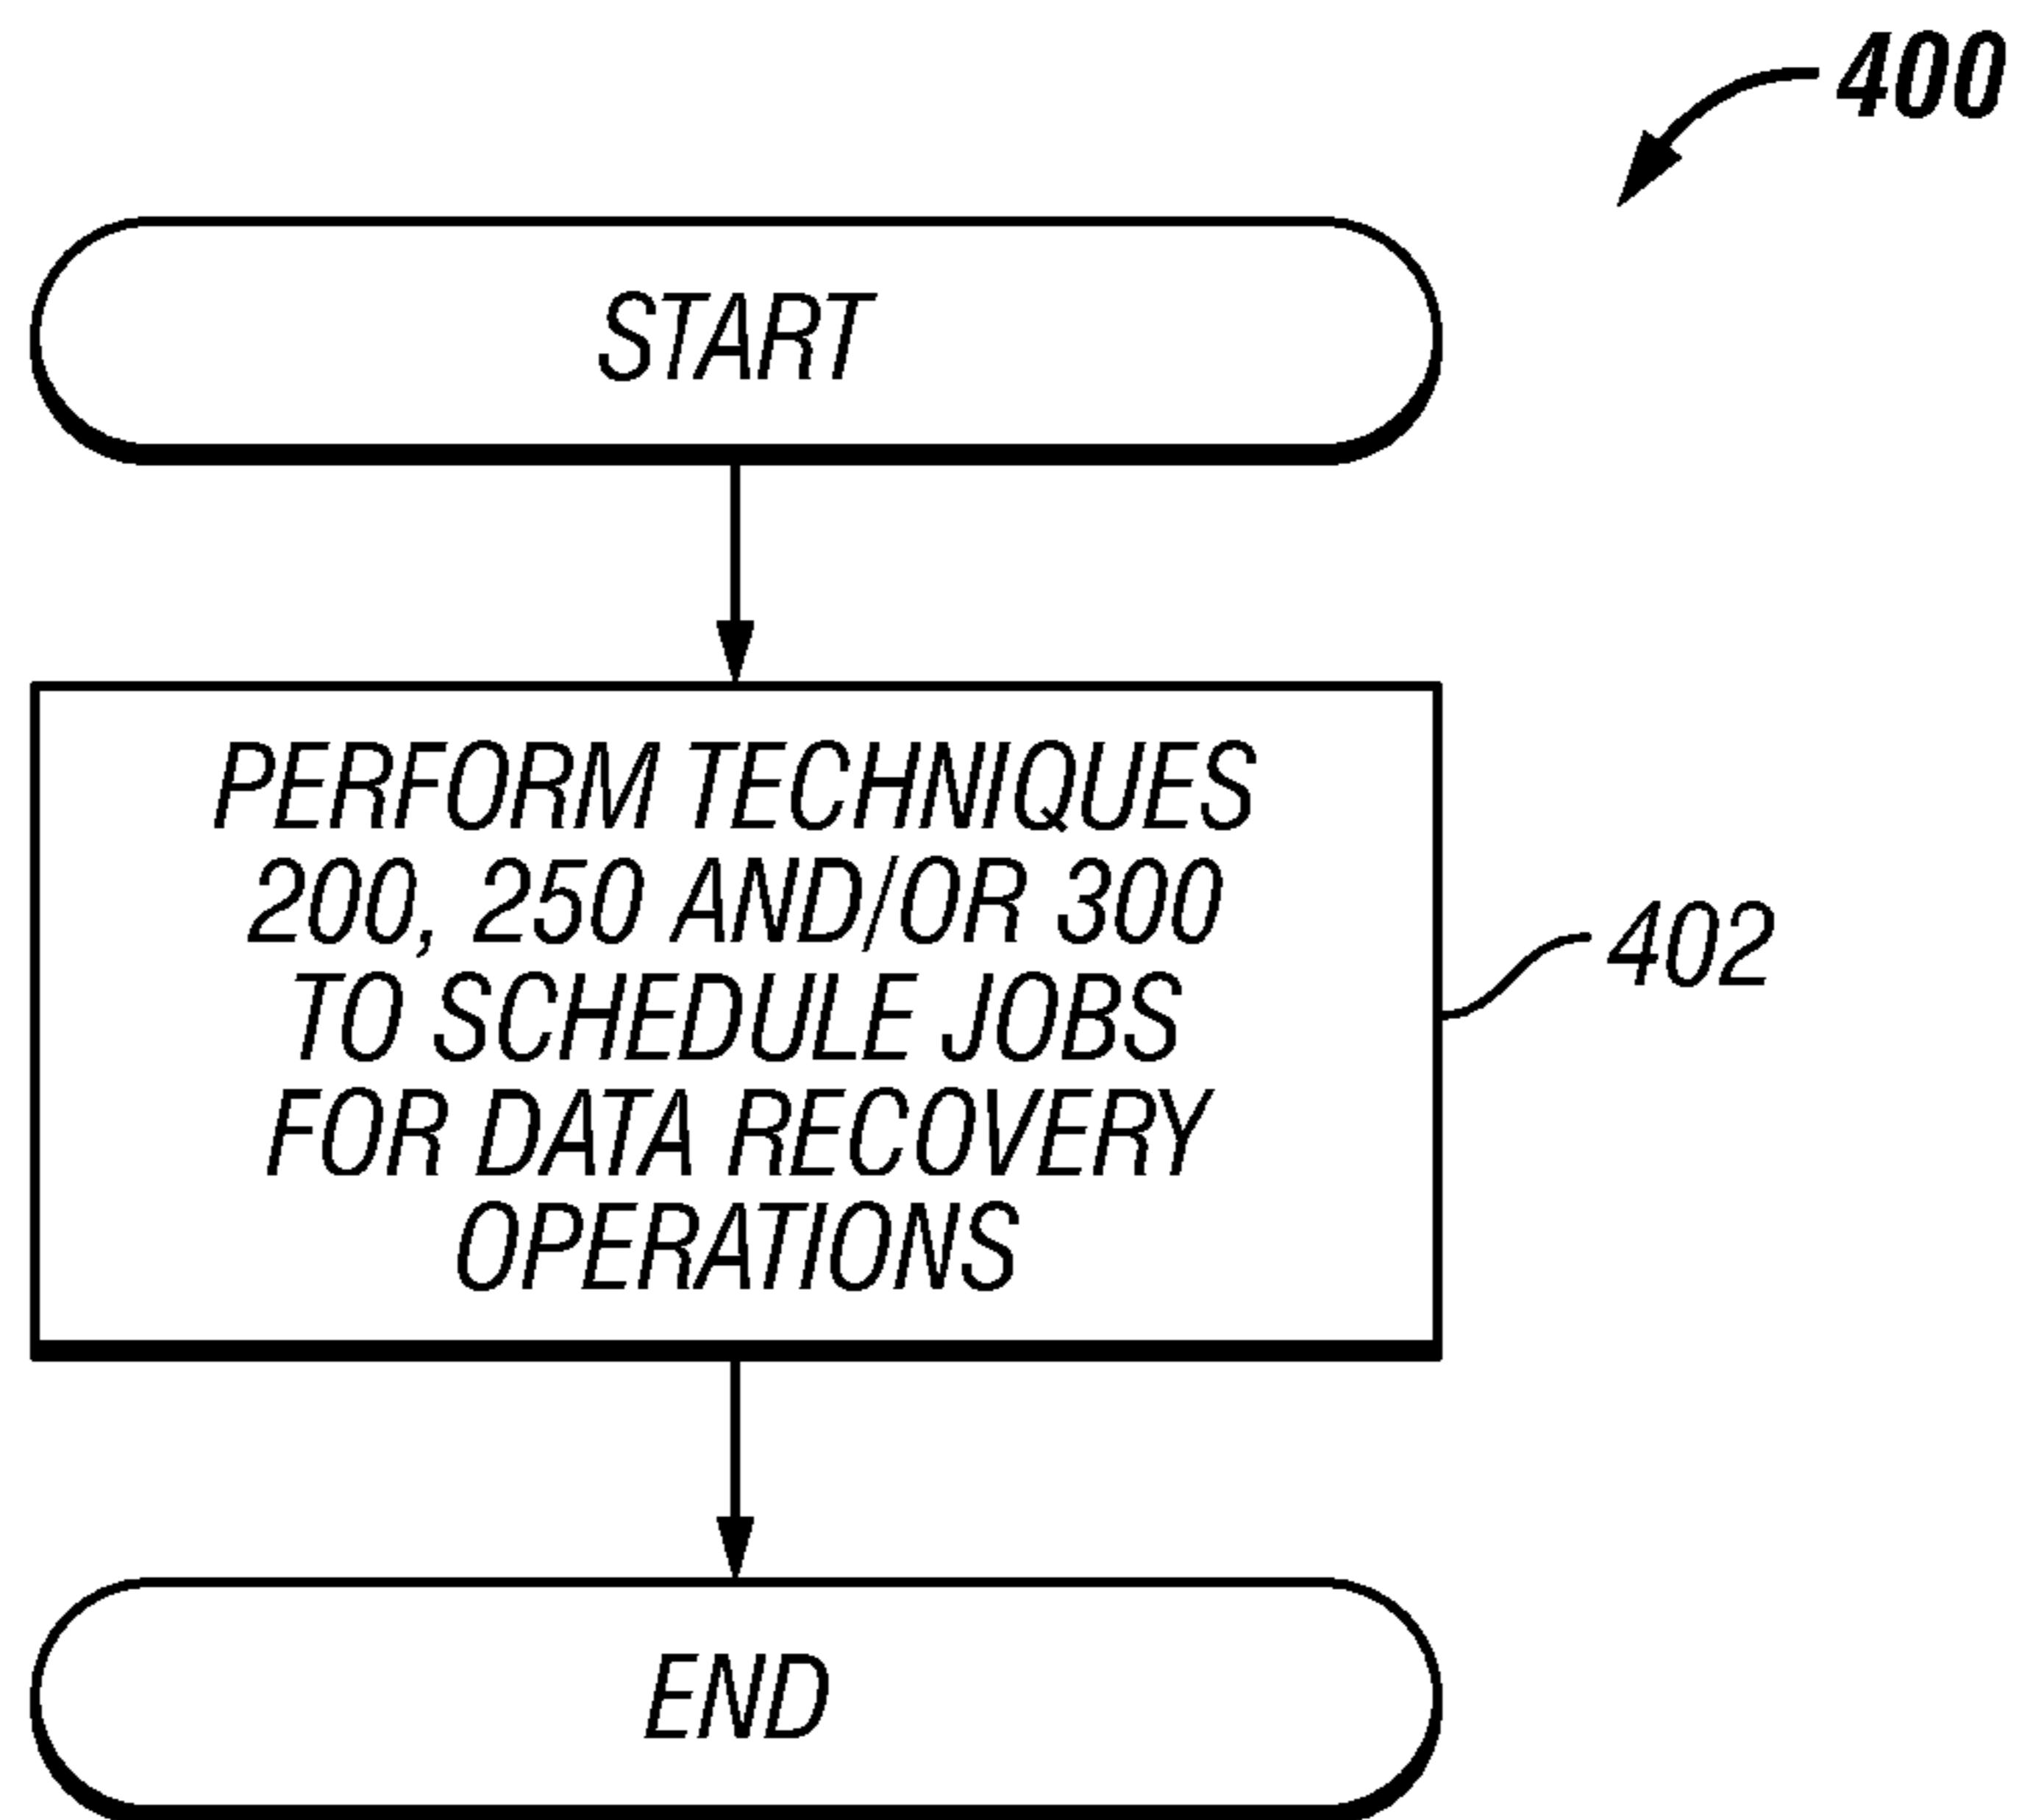 400
START
PERFORM TECHNIQUES
200, 250 AND/OR 300
TO SCHEDULE JOBS
FOR DATA RECOVERY
OPERATIONS
402
END